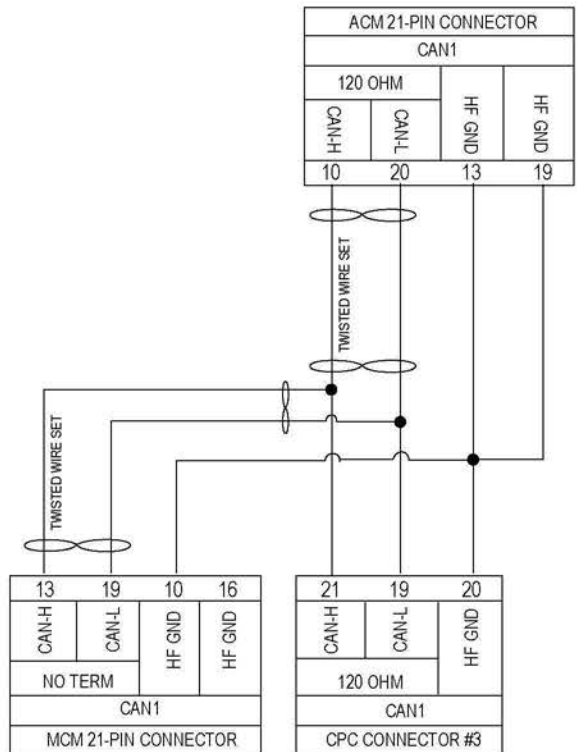 ACM 21-PIN CONNECTOR
CAN1
120 OHM
CAN-H
CAN-L
HF GND
HF GND
10 20 13 19
TWISTED WIRE SET
TWISTED WIRE SET
13 19 10 16
CAN-H
CAN-L
HF GND
HF GND
NO TERM
CAN1
MCM 21-PIN CONNECTOR
21 19 20
CAN-H
CAN-L
HF GND
120 OHM
CAN1
CPC CONNECTOR #3